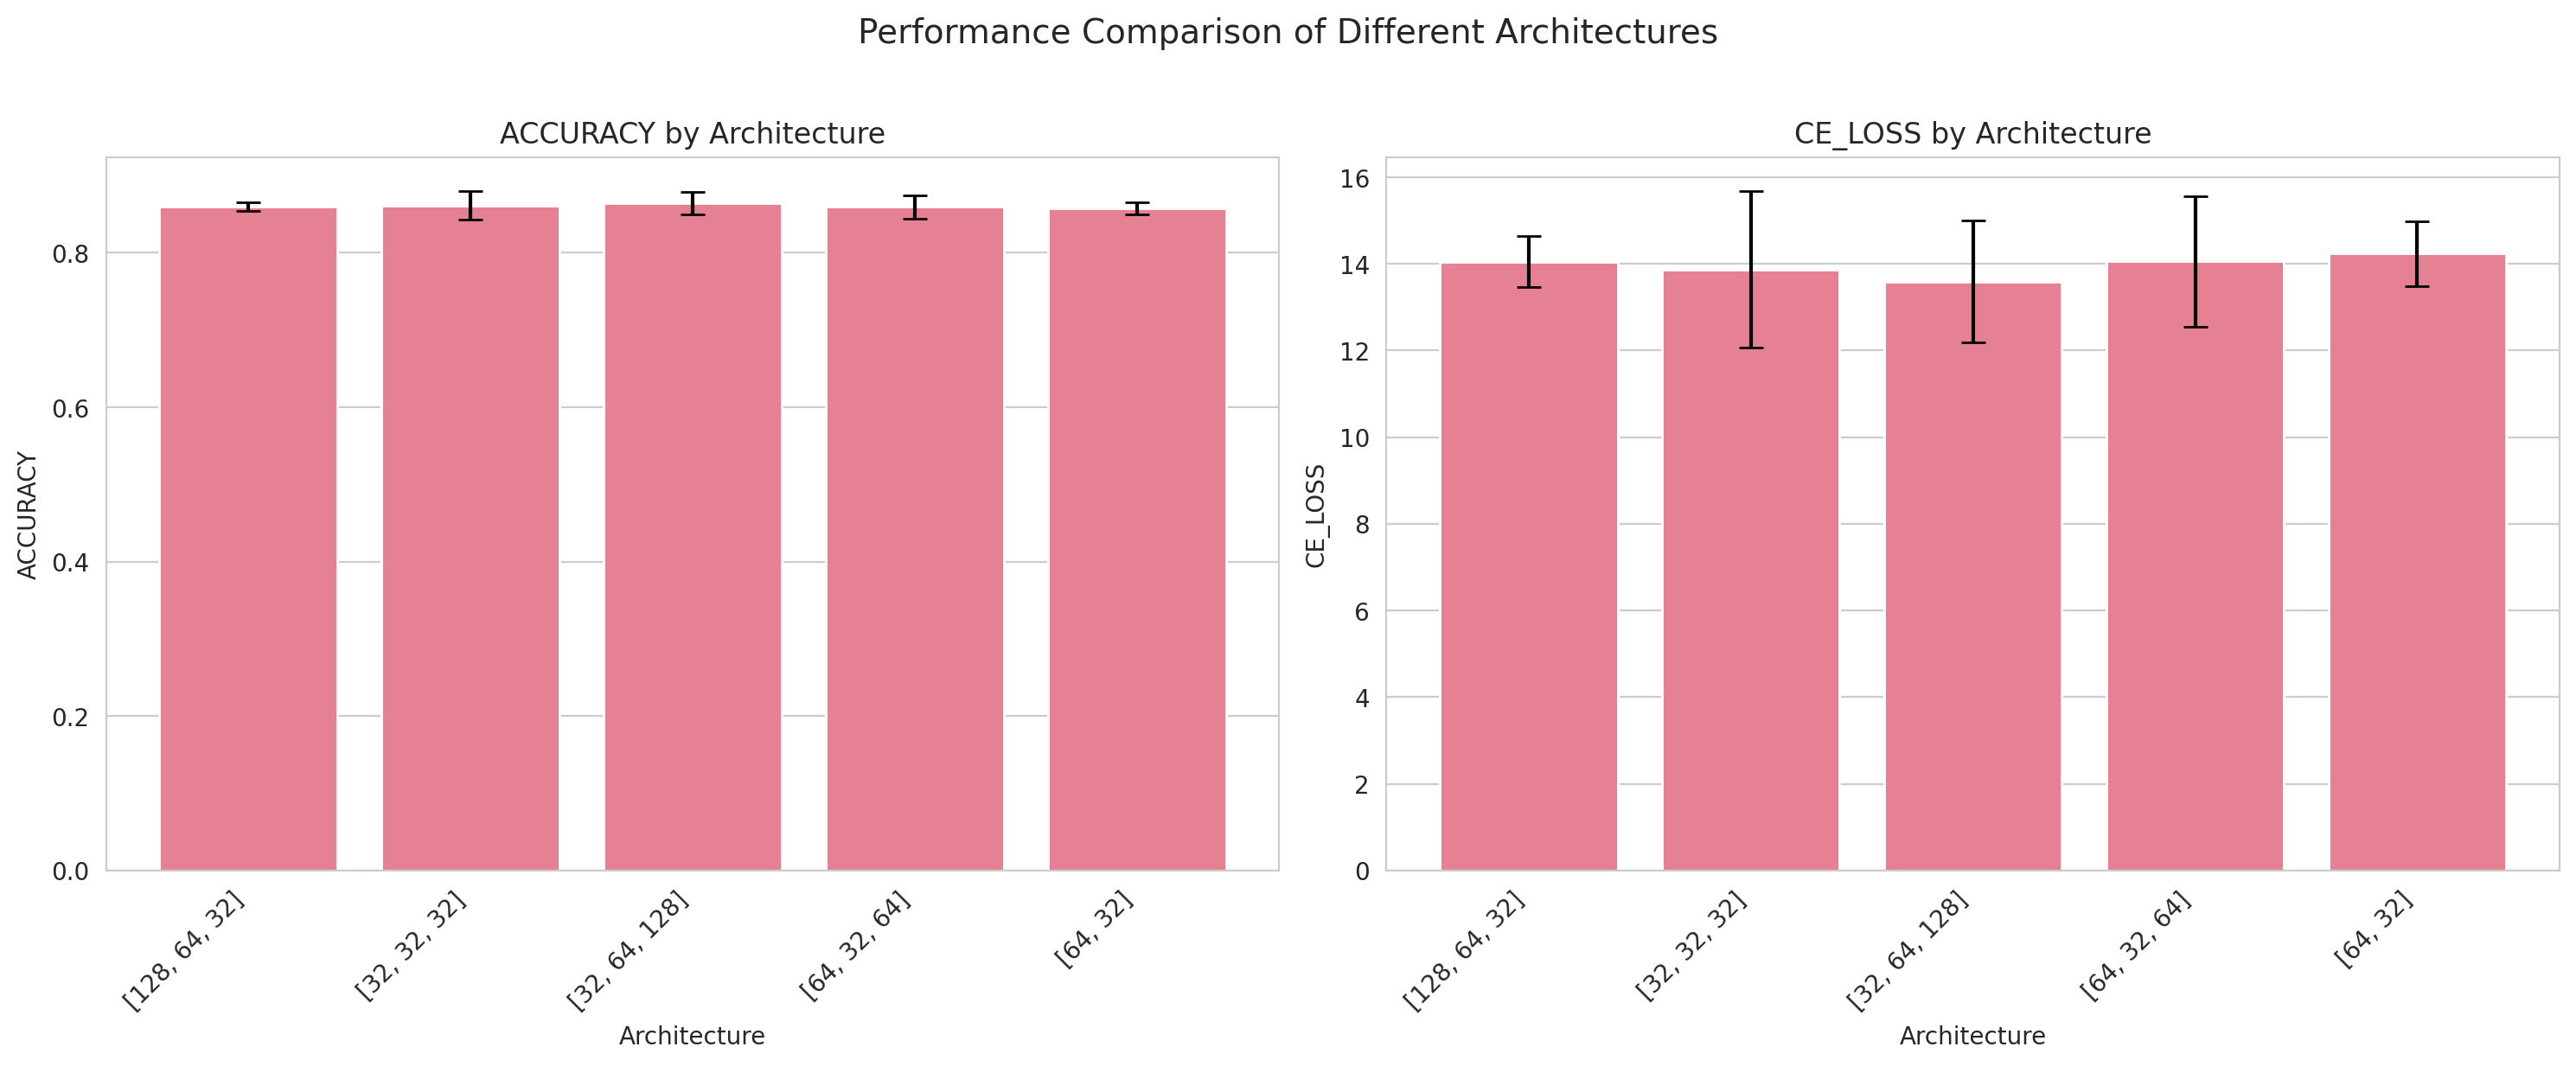 Performance Comparison of Different Architectures
ACCURACY by Architecture
ACCURACY
0.8
0.6
0.4
0.2
0.0
[128, 64, 32]
[32, 32, 32]
[32, 64, 128]
[64, 32, 64]
[64, 32]
Architecture
CE_LOSS by Architecture
CE_LOSS
16
14
12
10
8
6
4
2
0
[128, 64, 32]
[32, 32, 32]
[32, 64, 128]
[64, 32, 64]
[64, 32]
Architecture